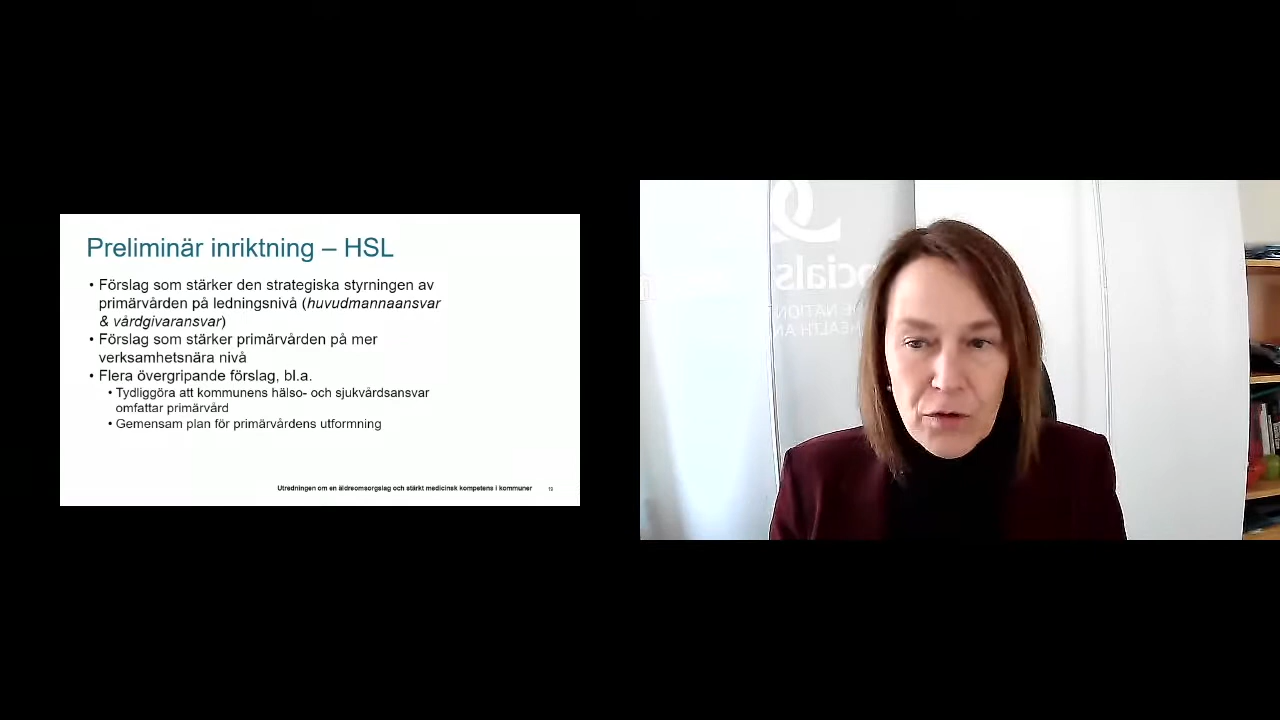 Preliminär inriktning – HSL
• Förslag som stärker den strategiska styrningen av
primärvården på ledningsnivå (huvudmannaansvar
& vårdgivaransvar)
• Förslag som stärker primärvården på mer
verksamhetsnära nivå
• Flera övergripande förslag, bl.a.
• Tydliggöra att kommunens hälso- och sjukvårdsansvar
omfattar primärvård
• Gemensam plan för primärvårdens utformning
Utredningen om en äldreomsorgslag och stärkt medicinsk kompetens i kommuner